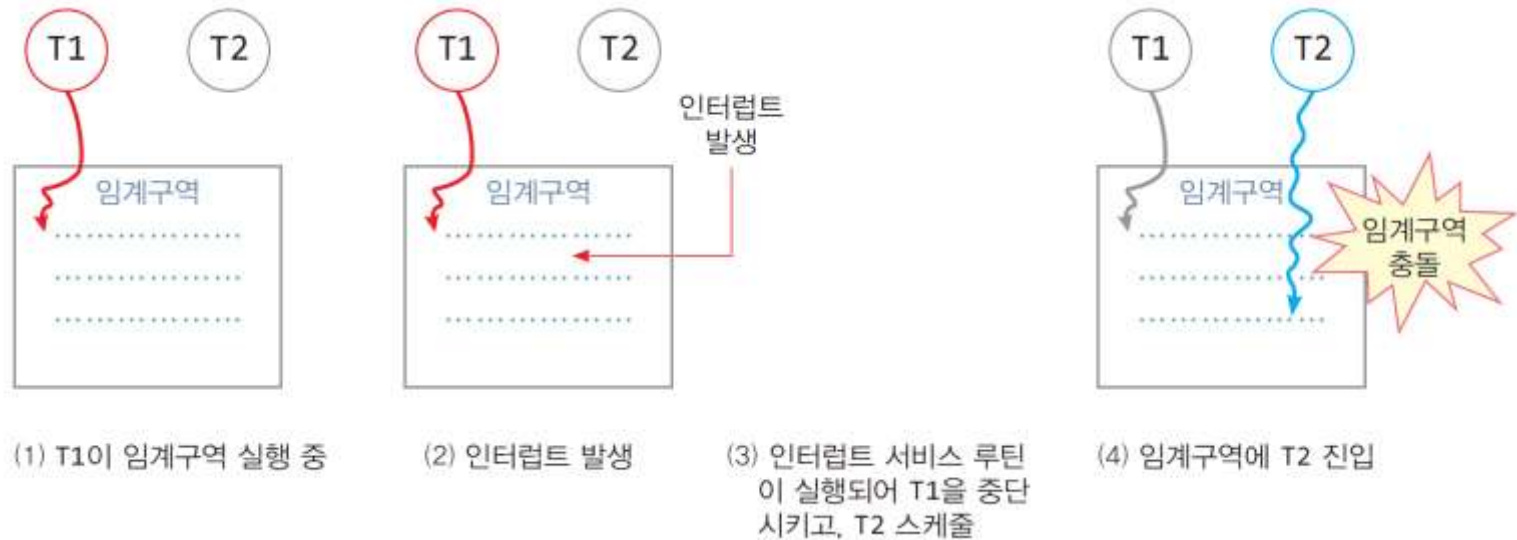 T1
T2
T1
T2
인터럽트
발생
T1
T2
임계구역
임계구역
임계구역
임계구역
충돌
(1) T1이 임계구역 실행 중
(2) 인터럽트 발생
(3) 인터럽트 서비스 루틴
이 실행되어 T1을 중단
시키고, T2 스케줄
(4) 임계구역에 T2 진입